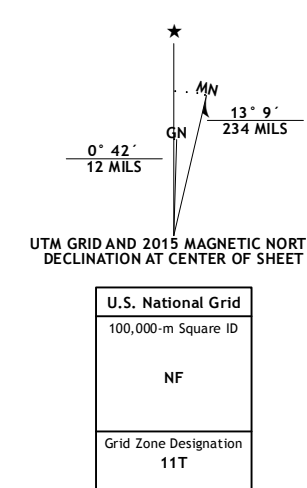 ★
MN
GN
13° 9´
234 MILS
0° 42´
12 MILS
UTM GRID AND 2015 MAGNETIC NORT
DECLINATION AT CENTER OF SHEET
U.S. National Grid
100,000-m Square ID
NF
Grid Zone Designation
11T